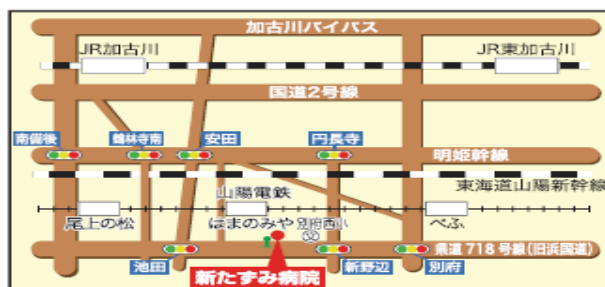 加古川バイパス
JR加古川
JR東加古川
国道2号線
南備後
鶴林寺南
安田
円長寺
明姫幹線
東海道山陽新幹線
山陽電鉄
尾上の松
はまのみや
別府西小
べふ
県道718号線(旧浜国道)
池田
新野辺
別府
新たずみ病院